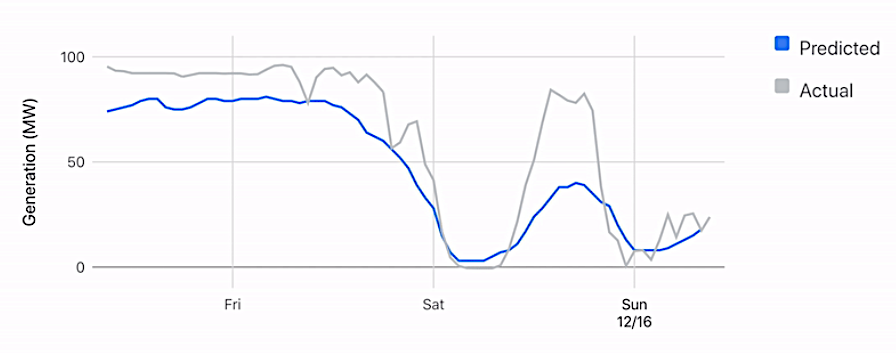 Predicted
Actual
Generation (MW)
100
50
0
Fri
Sat
Sun
12/16